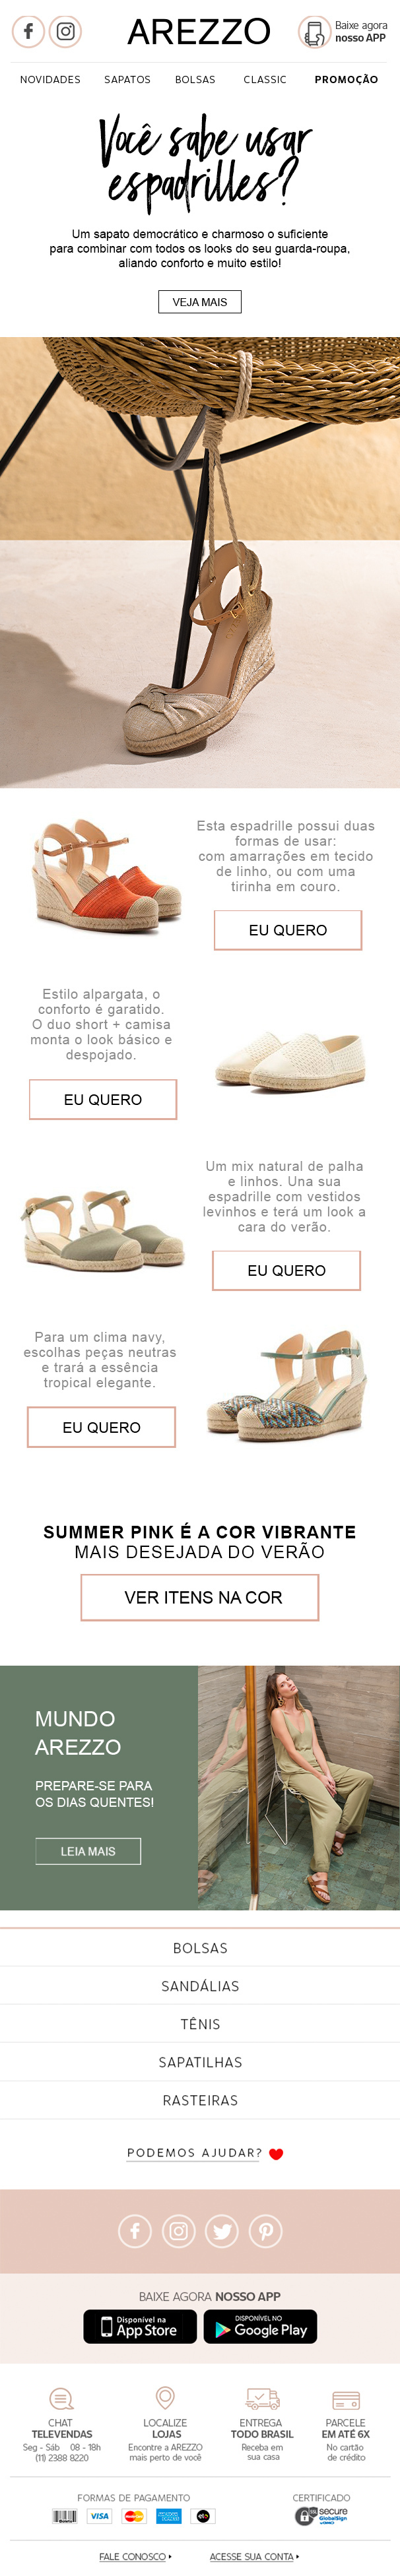 AREZZO
Baixe agora
nosso APP
NOVIDADES SAPATOS BOLSAS CLASSIC PROMOÇÃO
Você sabe usar
espadrilles?
Um sapato democrático e charmoso o suficiente
para combinar com todos os looks do seu guarda-roupa,
aliando conforto e muito estilo!
VEJA MAIS
Esta espadrille possui duas
formas de usar:
com amarrações em tecido
de linho, ou com uma
tirinha em couro.
EU QUERO
Estilo alpargata, o
conforto é garatido.
O duo short + camisa
monta o look básico e
despojado.
EU QUERO
Um mix natural de palha
e linhos. Una sua
espadrille com vestidos
levinhos e terá um look a
cara do verão.
EU QUERO
Para um clima navy,
escolhas peças neutras
e trará a essência
tropical elegante.
EU QUERO
SUMMER PINK É A COR VIBRANTE
MAIS DESEJADA DO VERÃO
VER ITENS NA COR
MUNDO
AREZZO
PREPARE-SE PARA
OS DIAS QUENTES!
LEIA MAIS
BOLSAS
SANDÁLIAS
TÊNIS
SAPATILHAS
RASTEIRAS
PODEMOS AJUDAR?
BAIXE AGORA NOSSO APP
Disponível na
App Store
DISPONÍVEL NO
Google Play
CHAT
TELEVENDAS
Seg - Sáb 08 - 18h
(11) 2388 8220
LOCALIZE
LOJAS
Encontre a AREZZO
mais perto de você
ENTREGA
TODO BRASIL
Receba em
sua casa
PARCELE
EM ATÉ 6X
No cartão
de crédito
FORMAS DE PAGAMENTO
VISA
CERTIFICADO
secure
GlobalSign
FALE CONOSCO
ACESSE SUA CONTA